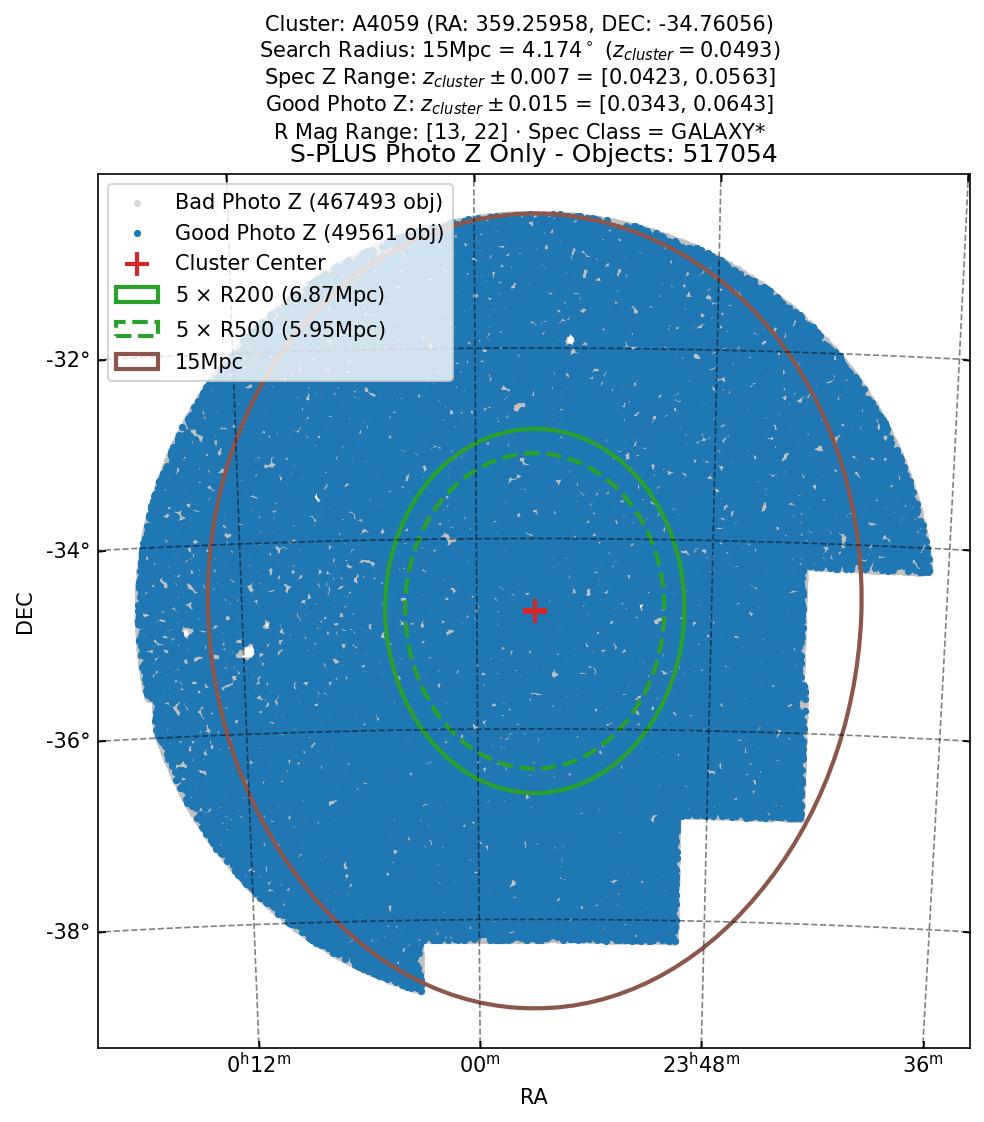 Cluster: A4059 (RA: 359.25958, DEC: -34.76056)
Search Radius: 15Mpc = 4.174° (z_cluster = 0.0493)
Spec Z Range: z_cluster ± 0.007 = [0.0423, 0.0563]
Good Photo Z: z_cluster ± 0.015 = [0.0343, 0.0643]
R Mag Range: [13, 22] · Spec Class = GALAXY*
S-PLUS Photo Z Only - Objects: 517054
Bad Photo Z (467493 obj)
Good Photo Z (49561 obj)
Cluster Center
5 × R200 (6.87Mpc)
5 × R500 (5.95Mpc)
15Mpc
-32°
-34°
-36°
-38°
DEC
0h12m
00m
23h48m
36m
RA